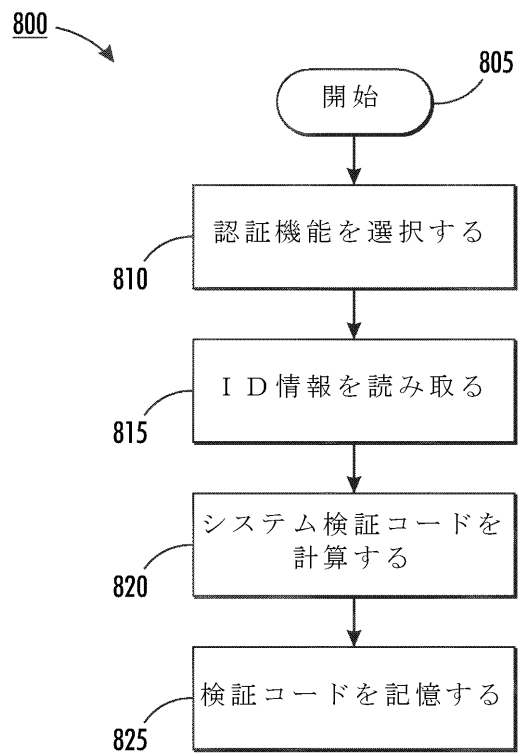 800
805
開始
認証機能を選択する
810
ID情報を読み取る
815
システム検証コードを
計算する
820
検証コードを記憶する
825